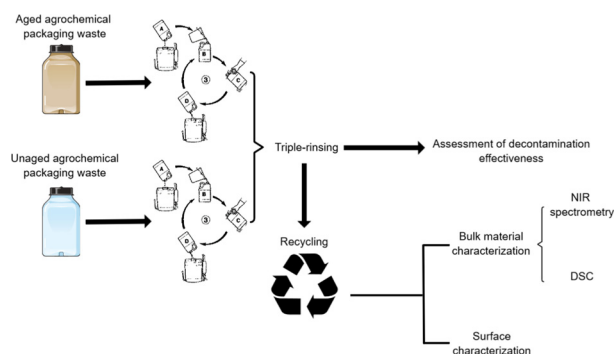 Aged agrochemical
packaging waste
A
B
3
C
D
Unaged agrochemical
packaging waste
A
B
3
C
D
Triple-rinsing
Assessment of decontamination
effectiveness
Recycling
Bulk material
characterization
NIR
spectrometry
DSC
Surface
characterization